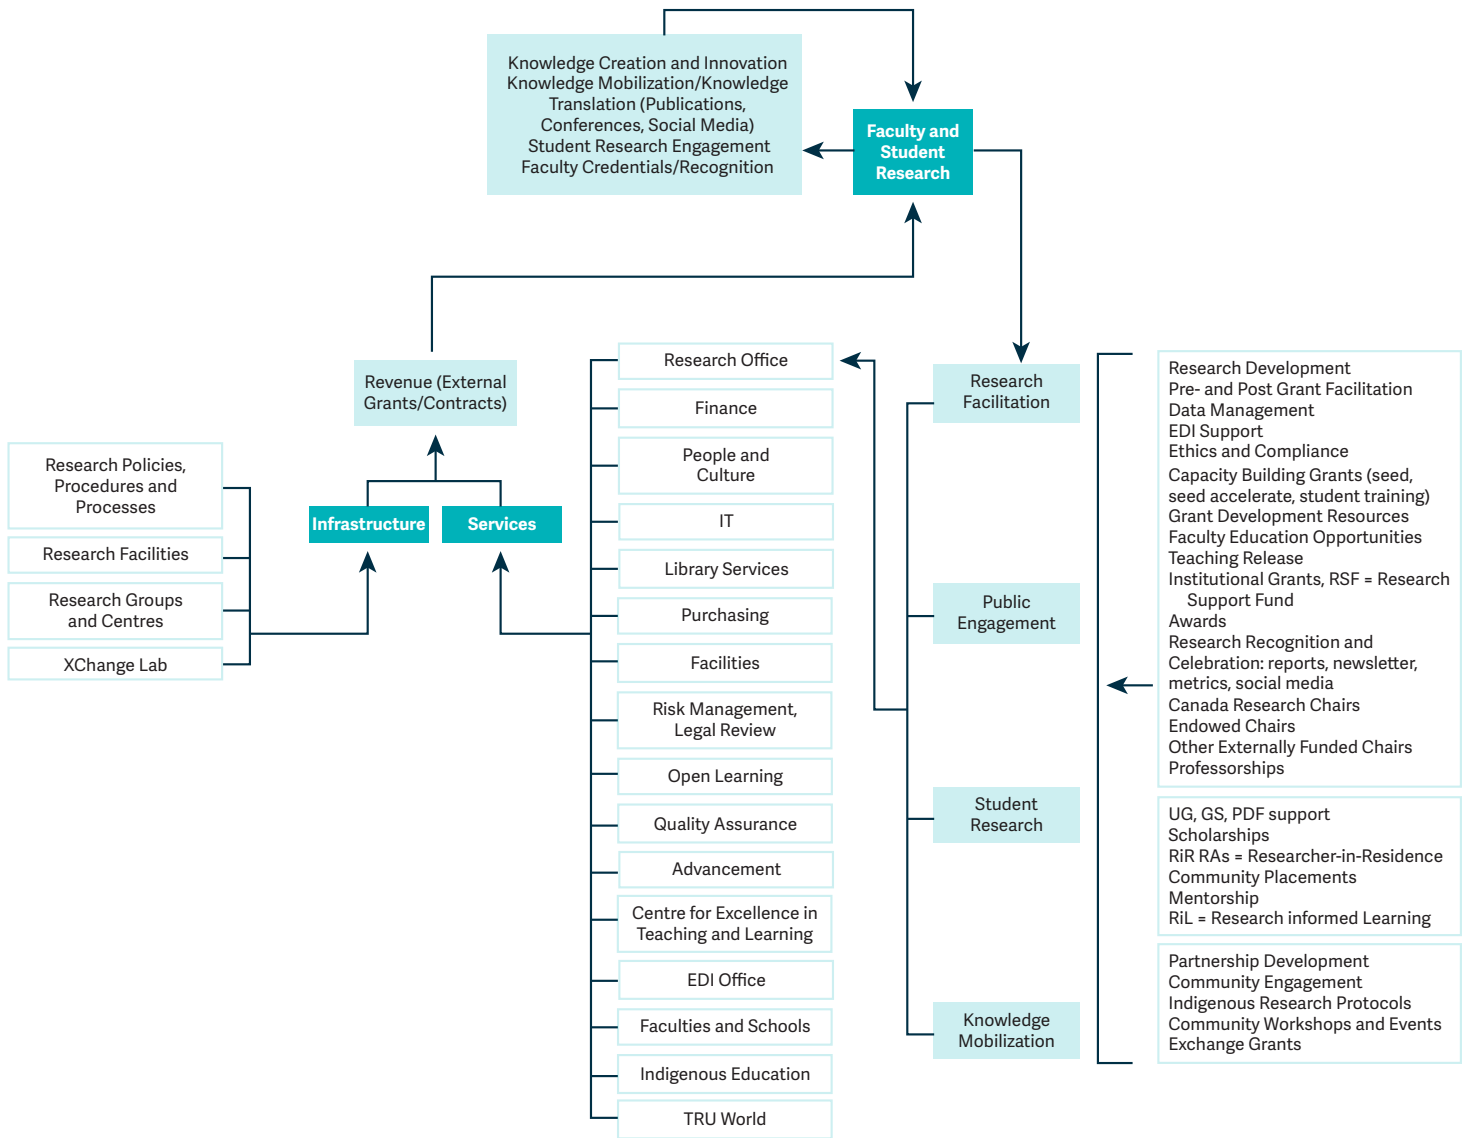 Knowledge Creation and Innovation
Knowledge Mobilization/Knowledge
Translation (Publications,
Conferences, Social Media)
Student Research Engagement
Faculty Credentials/Recognition
Faculty and
Student
Research
Revenue (External
Grants/Contracts)
Infrastructure
Services
Research Policies,
Procedures and
Processes
Research Facilities
Research Groups
and Centres
XChange Lab
Research Office
Finance
People and
Culture
IT
Library Services
Purchasing
Facilities
Risk Management,
Legal Review
Open Learning
Quality Assurance
Advancement
Centre for Excellence in
Teaching and Learning
EDI Office
Faculties and Schools
Indigenous Education
TRU World
Research
Facilitation
Public
Engagement
Student
Research
Knowledge
Mobilization
Research Development
Pre- and Post Grant Facilitation
Data Management
EDI Support
Ethics and Compliance
Capacity Building Grants (seed,
seed accelerate, student training)
Grant Development Resources
Faculty Education Opportunities
Teaching Release
Institutional Grants, RSF = Research
Support Fund
Awards
Research Recognition and
Celebration: reports, newsletter,
metrics, social media
Canada Research Chairs
Endowed Chairs
Other Externally Funded Chairs
Professorships
UG, GS, PDF support
Scholarships
RiR RAs = Researcher-in-Residence
Community Placements
Mentorship
RiL = Research informed Learning
Partnership Development
Community Engagement
Indigenous Research Protocols
Community Workshops and Events
Exchange Grants